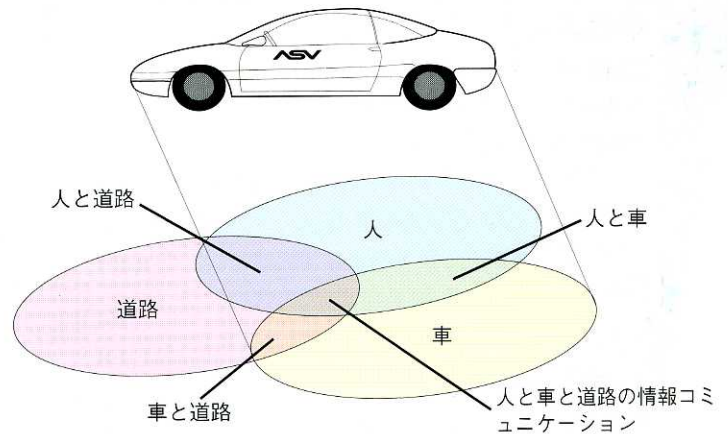 ASV
人と道路
人
人と車
道路
車
車と道路
人と車と道路の情報コミ
ュニケーション